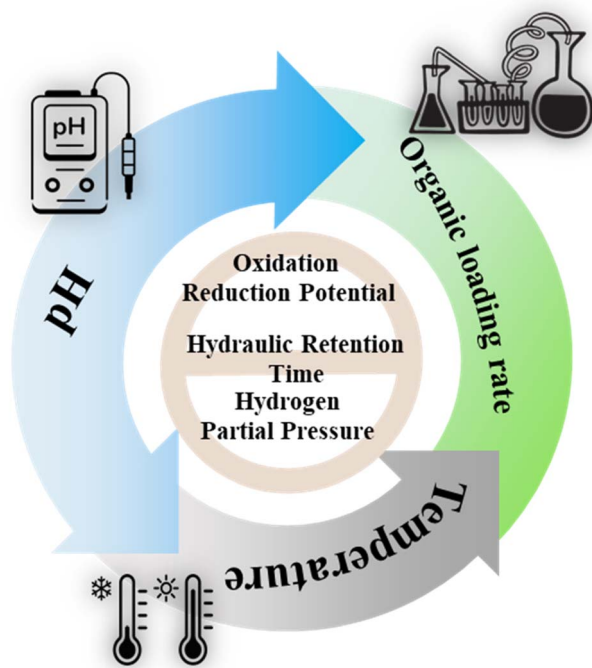 pH
Organic loading rate
pH
Oxidation
Reduction Potential
Hydraulic Retention
Time
Hydrogen
Partial Pressure
Temperature